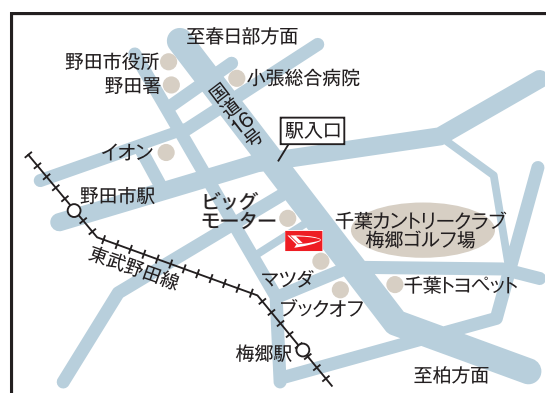 至春日部方面
野田市役所
野田署
小張総合病院
国道16号
駅入口
イオン
野田市駅
ビッグ
モーター
千葉カントリークラブ
梅郷ゴルフ場
東武野田線
マツダ
千葉トヨペット
ブックオフ
梅郷駅
至柏方面